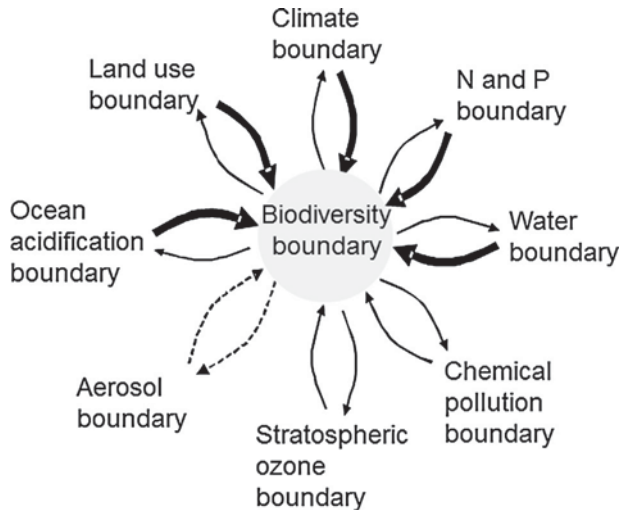 Climate
boundary
Land use
boundary
N and P
boundary
Ocean
acidification
boundary
Biodiversity
boundary
Water
boundary
Aerosol
boundary
Stratospheric
ozone
boundary
Chemical
pollution
boundary